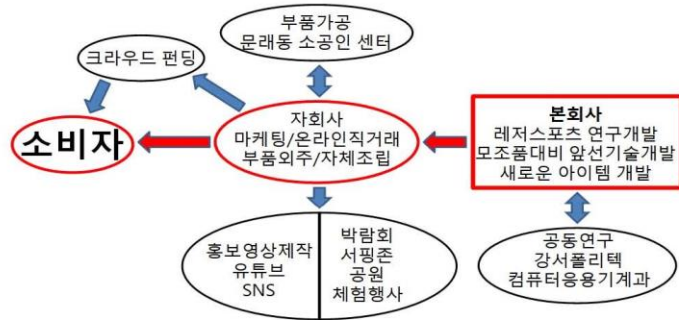 부품가공
문래동 소공인 센터
크라우드 펀딩
소비자
자회사
마케팅/온라인직거래
부품외주/자체조립
본회사
레저스포츠 연구개발
모조품대비 앞선기술개발
새로운 아이템 개발
홍보영상제작
유튜브
SNS
박람회
서핑존
공원
체험행사
공동연구
강서폴리텍
컴퓨터응용기계과